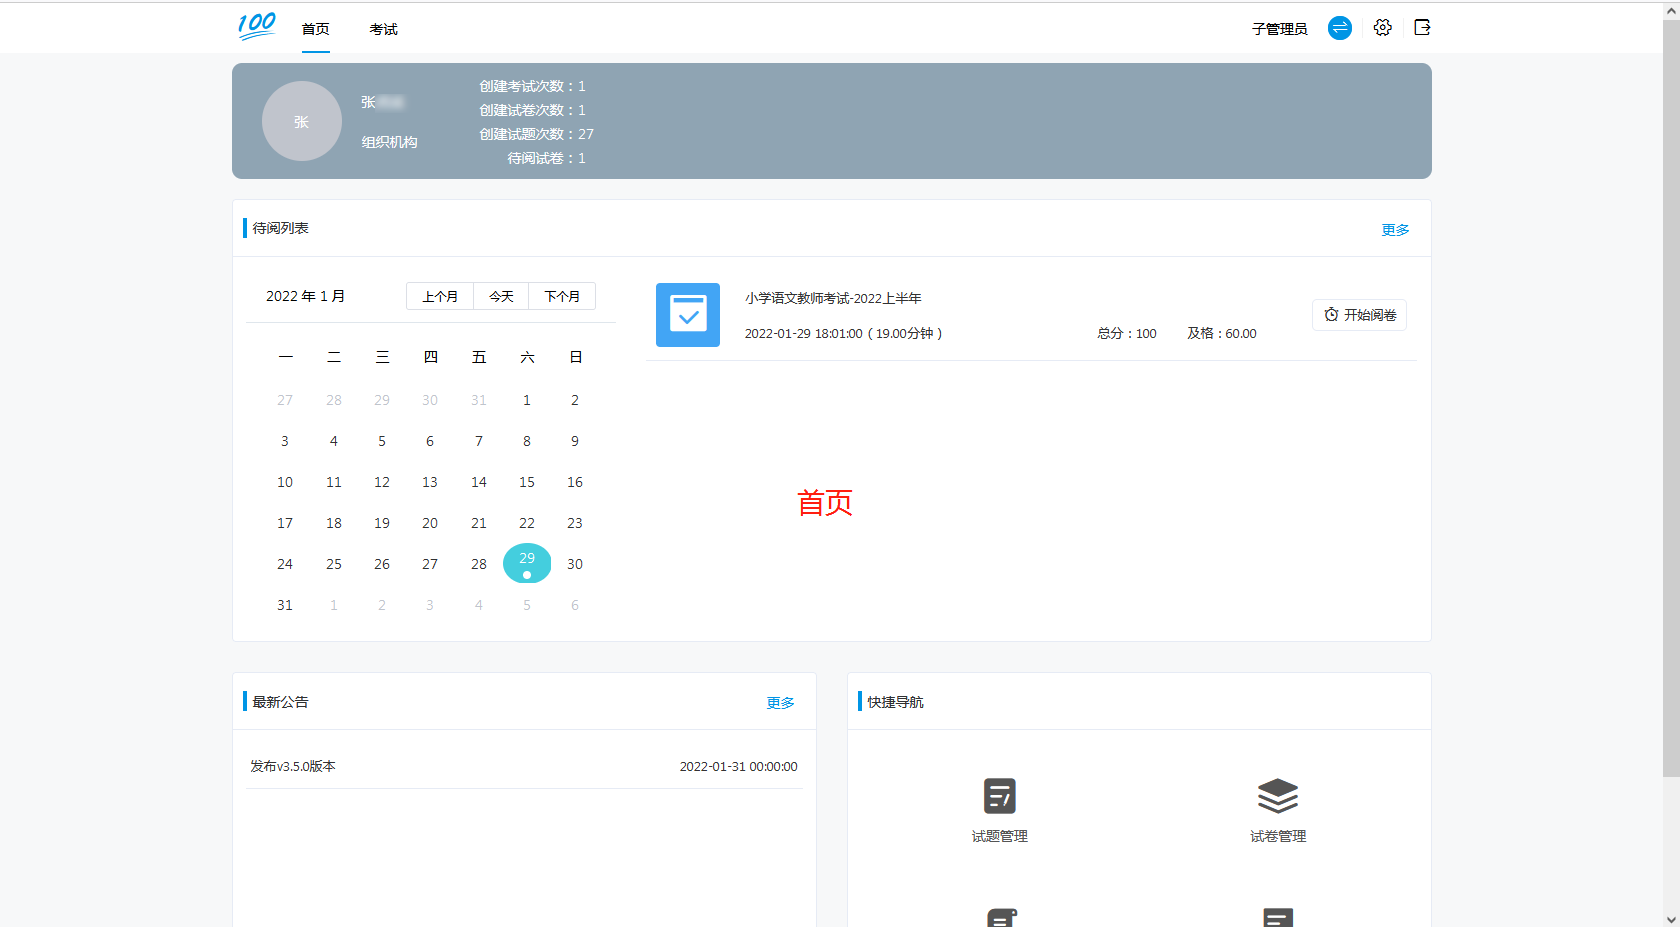 100 首页 考试 子管理员
张
张
组织机构
创建考试次数：1
创建试卷次数：1
创建试题次数：27
待阅试卷：1
待阅列表 更多
2022 年 1 月 上个月 今天 下个月
一 二 三 四 五 六 日
27 28 29 30 31 1 2
3 4 5 6 7 8 9
10 11 12 13 14 15 16
17 18 19 20 21 22 23
24 25 26 27 28 29 30
31 1 2 3 4 5 6
小学语文教师考试-2022上半年
2022-01-29 18:01:00（19.00分钟） 总分：100 及格：60.00
开始阅卷
首页
最新公告 更多
发布v3.5.0版本 2022-01-31 00:00:00
快捷导航
试题管理 试卷管理